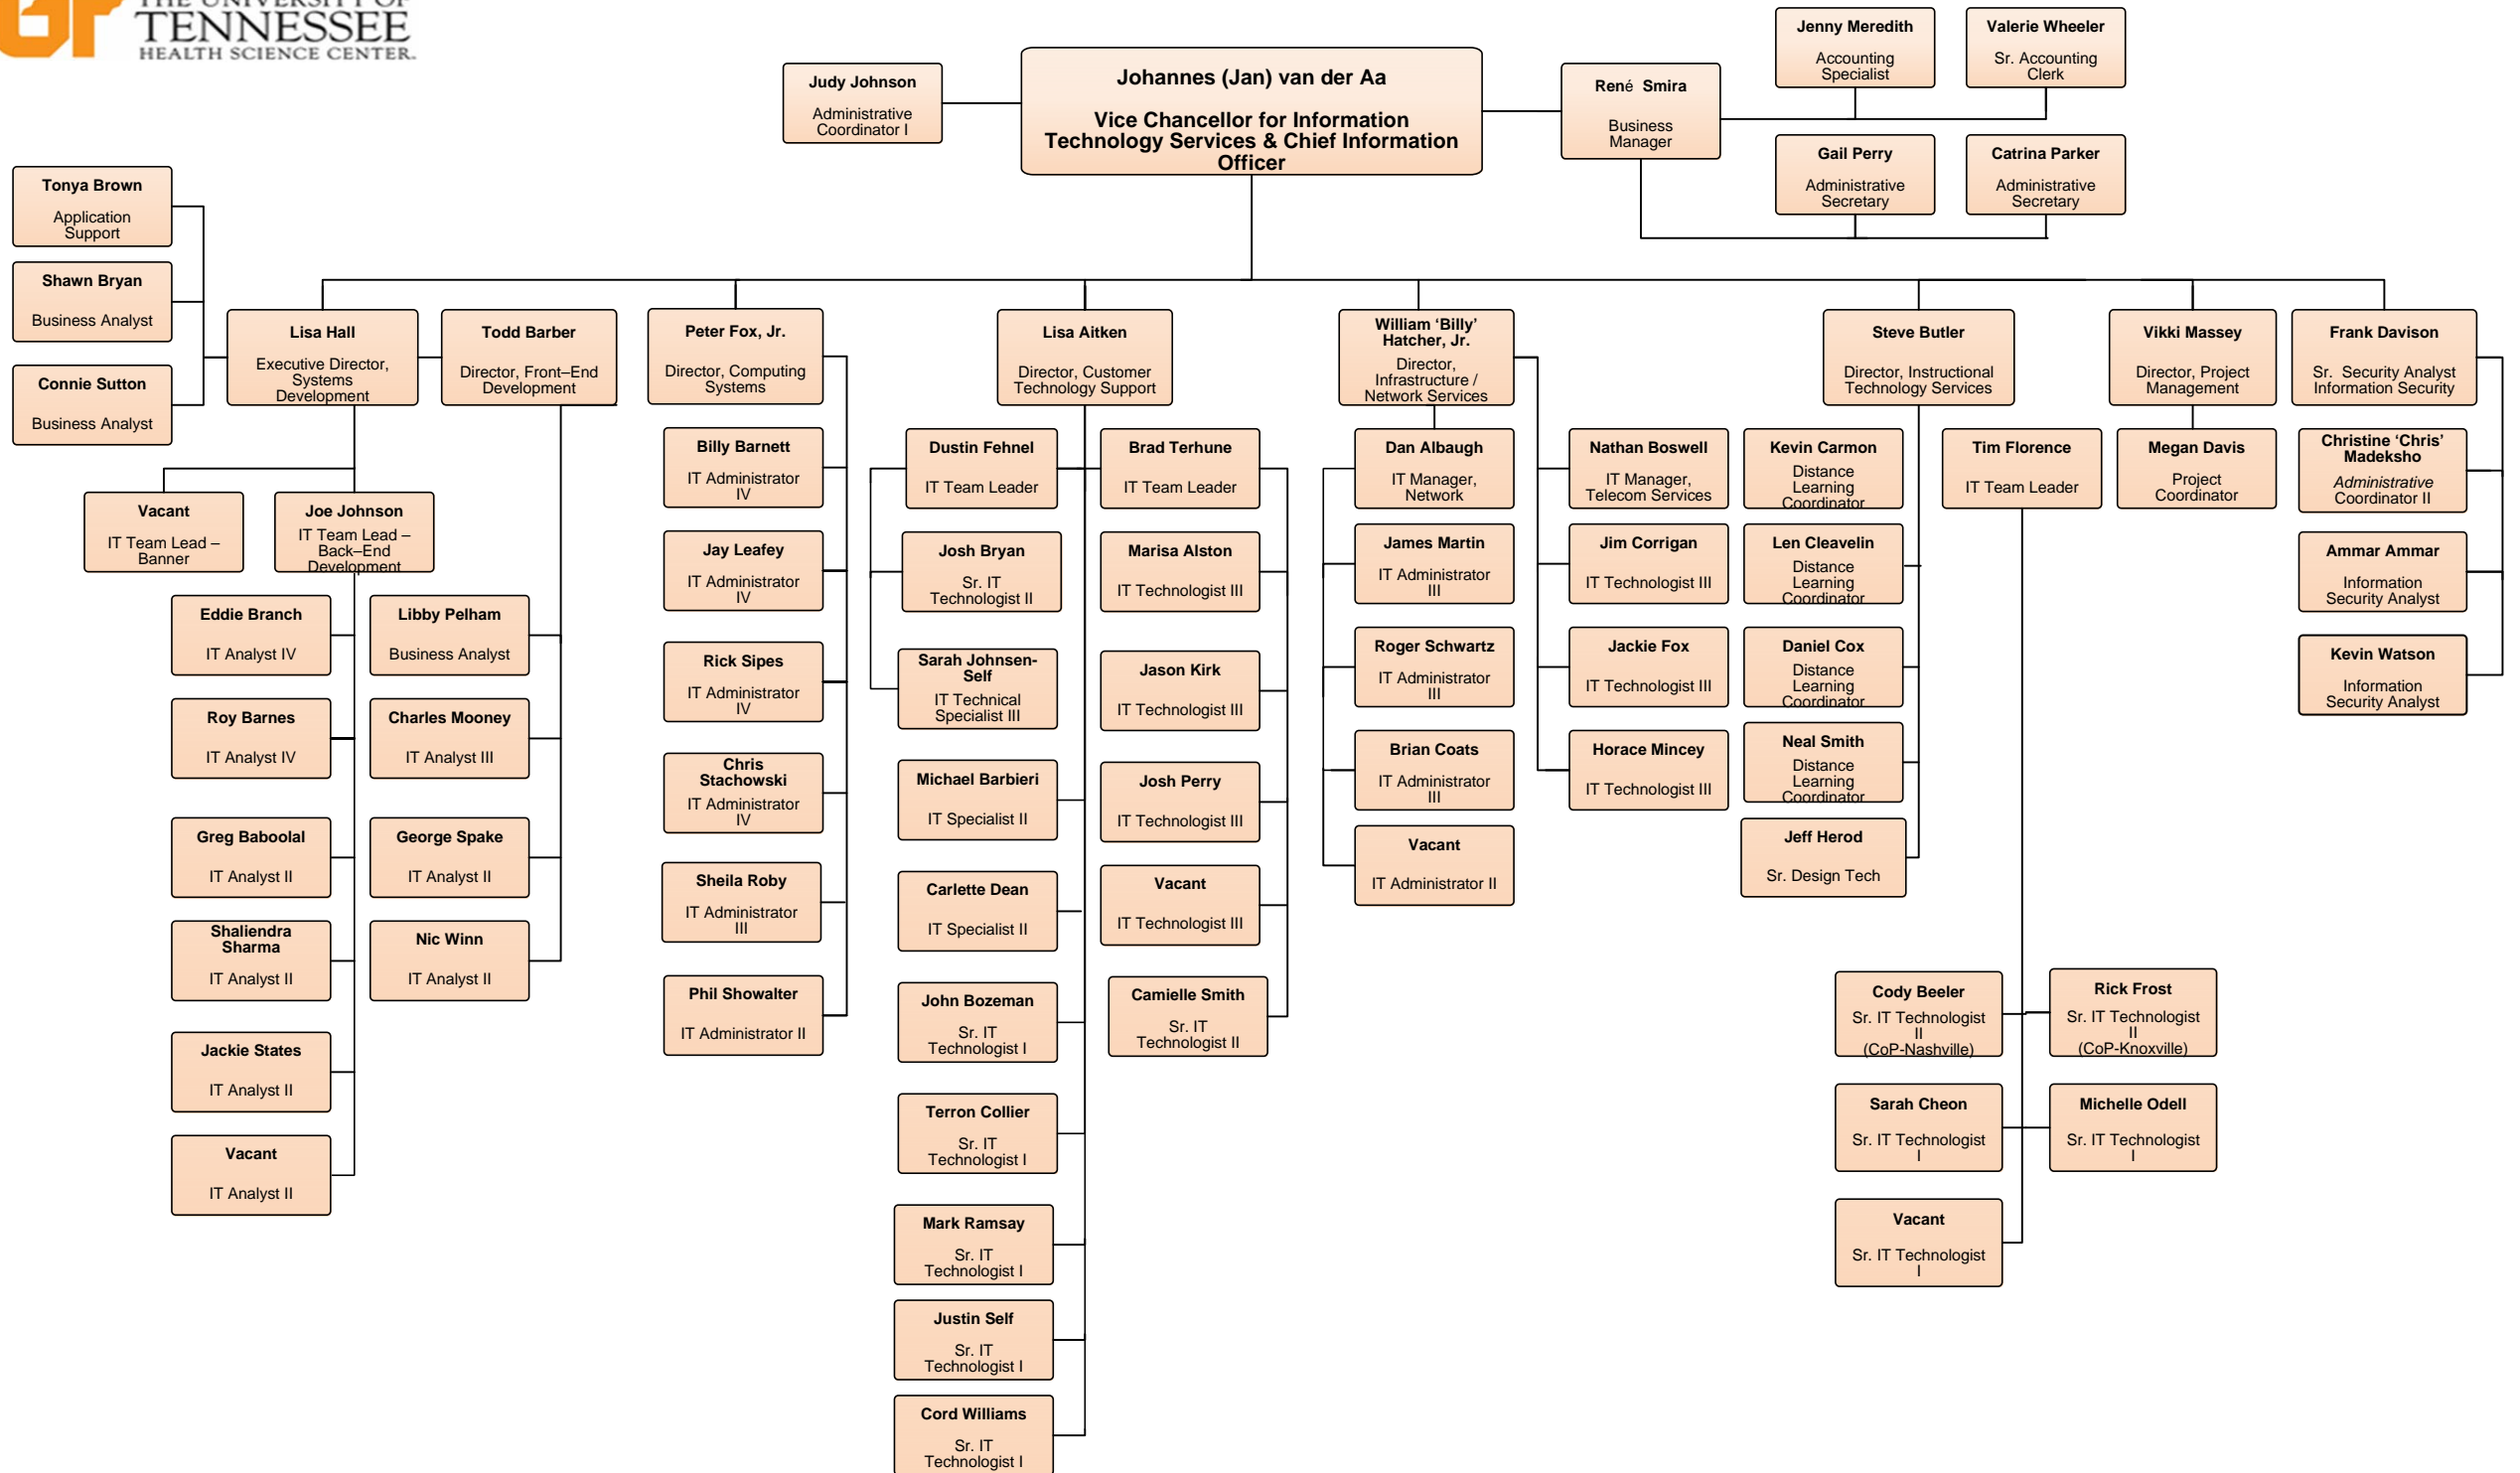 THE UNIVERSITY OF
TENNESSEE
HEALTH SCIENCE CENTER.
Jenny Meredith
Accounting
Specialist
Valerie Wheeler
Sr. Accounting
Clerk
Judy Johnson
Administrative
Coordinator I
Johannes (Jan) van der Aa
Vice Chancellor for Information
Technology Services & Chief Information
Officer
René Smira
Business
Manager
Gail Perry
Administrative
Secretary
Catrina Parker
Administrative
Secretary
Tonya Brown
Application
Support
Shawn Bryan
Business Analyst
Connie Sutton
Business Analyst
Lisa Hall
Executive Director,
Systems
Development
Todd Barber
Director, Front–End
Development
Peter Fox, Jr.
Director, Computing
Systems
Lisa Aitken
Director, Customer
Technology Support
William ‘Billy’
Hatcher, Jr.
Director,
Infrastructure /
Network Services
Steve Butler
Director, Instructional
Technology Services
Vikki Massey
Director, Project
Management
Frank Davison
Sr. Security Analyst
Information Security
Vacant
IT Team Lead –
Banner
Joe Johnson
IT Team Lead –
Back–End
Development
Eddie Branch
IT Analyst IV
Roy Barnes
IT Analyst IV
Greg Baboolal
IT Analyst II
Shaliendra
Sharma
IT Analyst II
Jackie States
IT Analyst II
Vacant
IT Analyst II
Libby Pelham
Business Analyst
Charles Mooney
IT Analyst III
George Spake
IT Analyst II
Nic Winn
IT Analyst II
Billy Barnett
IT Administrator
IV
Jay Leafey
IT Administrator
IV
Rick Sipes
IT Administrator
IV
Chris
Stachowski
IT Administrator
IV
Sheila Roby
IT Administrator
III
Phil Showalter
IT Administrator II
Dustin Fehnel
IT Team Leader
Josh Bryan
Sr. IT
Technologist II
Sarah Johnsen-
Self
IT Technical
Specialist III
Michael Barbieri
IT Specialist II
Carlette Dean
IT Specialist II
John Bozeman
Sr. IT
Technologist I
Terron Collier
Sr. IT
Technologist I
Mark Ramsay
Sr. IT
Technologist I
Justin Self
Sr. IT
Technologist I
Cord Williams
Sr. IT
Technologist I
Brad Terhune
IT Team Leader
Marisa Alston
IT Technologist III
Jason Kirk
IT Technologist III
Josh Perry
IT Technologist III
Vacant
IT Technologist III
Camielle Smith
Sr. IT
Technologist II
Dan Albaugh
IT Manager,
Network
James Martin
IT Administrator
III
Roger Schwartz
IT Administrator
III
Brian Coats
IT Administrator
III
Vacant
IT Administrator II
Nathan Boswell
IT Manager,
Telecom Services
Jim Corrigan
IT Technologist III
Jackie Fox
IT Technologist III
Horace Mincey
IT Technologist III
Kevin Carmon
Distance
Learning
Coordinator
Len Cleavelin
Distance
Learning
Coordinator
Daniel Cox
Distance
Learning
Coordinator
Neal Smith
Distance
Learning
Coordinator
Jeff Herod
Sr. Design Tech
Tim Florence
IT Team Leader
Cody Beeler
Sr. IT Technologist
II
(CoP-Nashville)
Rick Frost
Sr. IT Technologist
II
(CoP-Knoxville)
Sarah Cheon
Sr. IT Technologist
I
Michelle Odell
Sr. IT Technologist
I
Vacant
Sr. IT Technologist
I
Megan Davis
Project
Coordinator
Christine ‘Chris’
Madeksho
Administrative
Coordinator II
Ammar Ammar
Information
Security Analyst
Kevin Watson
Information
Security Analyst